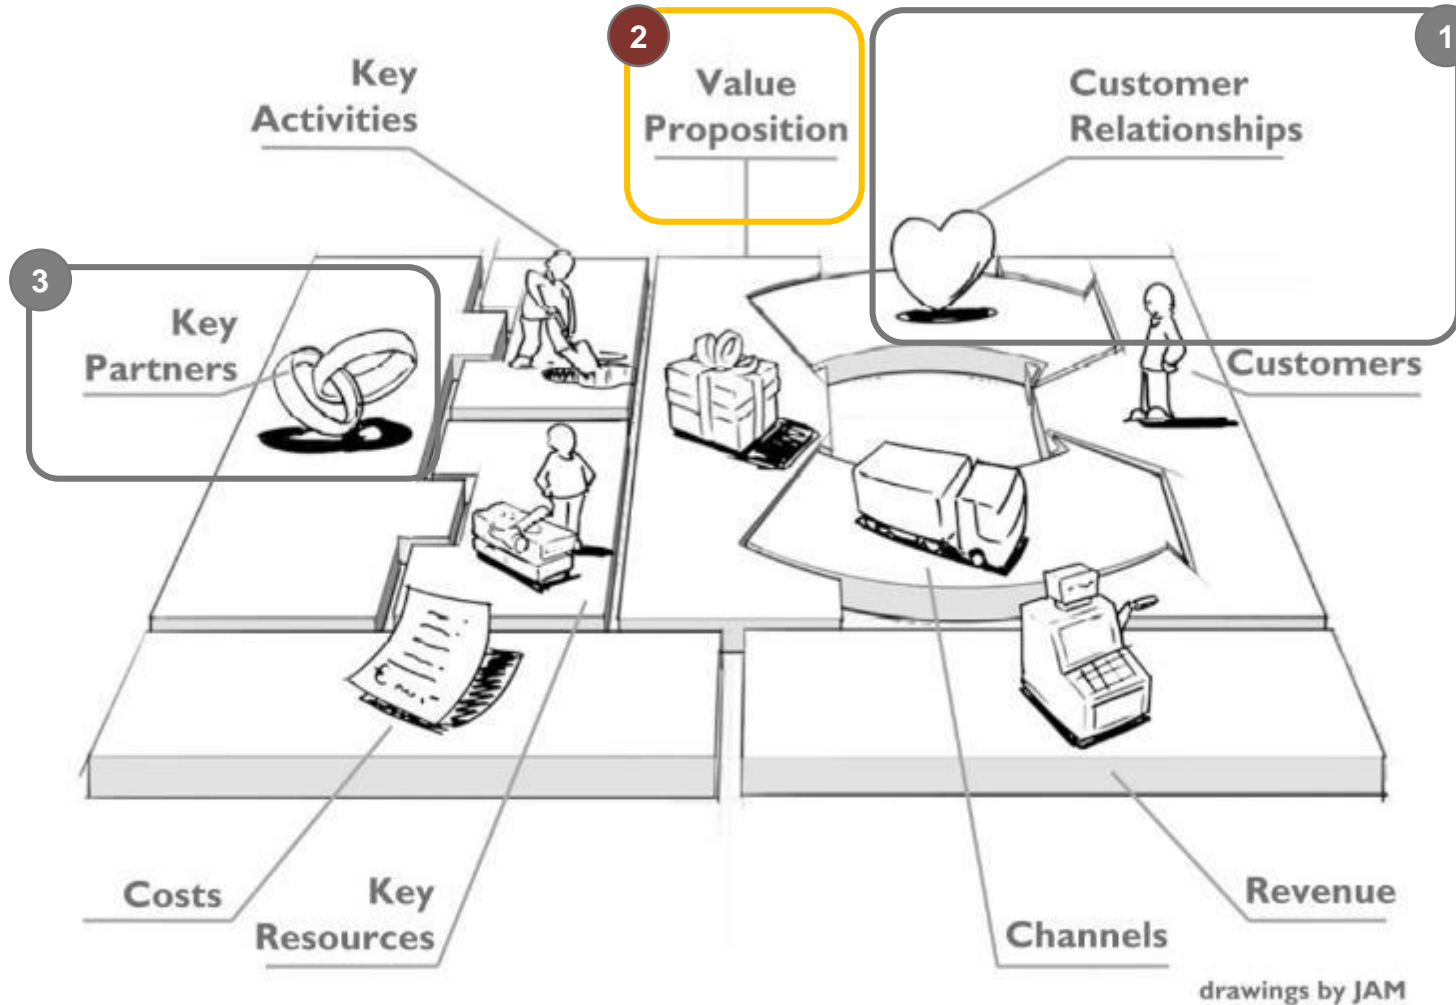 2
1
Key
Activities
Value
Proposition
Customer
Relationships
3
Key
Partners
Customers
Costs
Key
Resources
Channels
Revenue
drawings by JAM